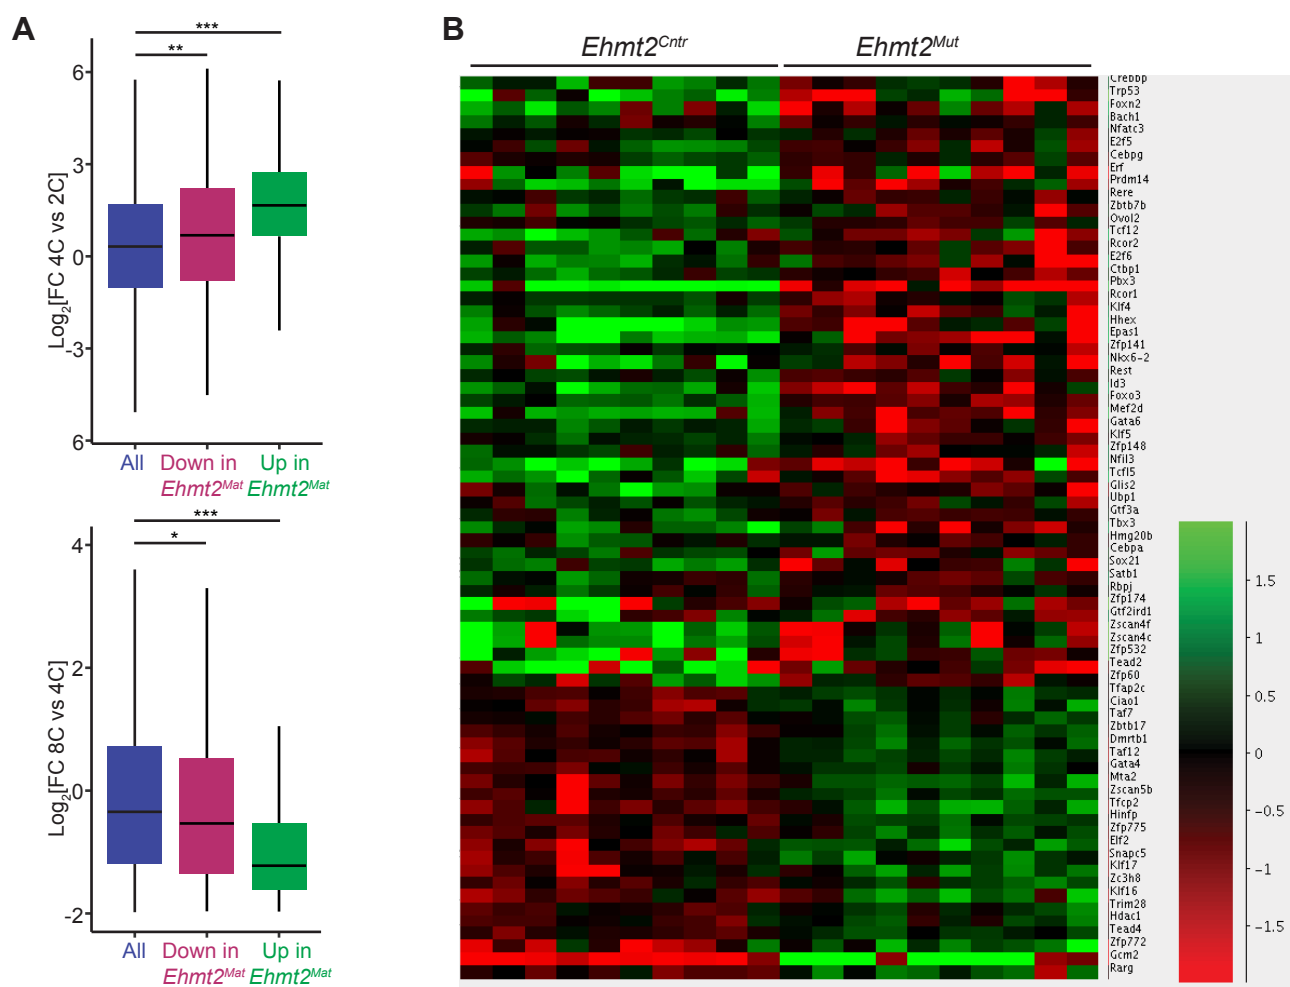 A
***
**
6
3
0
-3
6
Log2[FC 4C vs 2C]
All
Down in Ehmt2Mat
Up in Ehmt2Mat
***
*
4
2
0
-2
Log2[FC 8C vs 4C]
All
Down in Ehmt2Mat
Up in Ehmt2Mat
B
Ehmt2Cntr
Ehmt2Mut
Crebbp
Trp53
Foxn2
Bach1
Nfatc3
E2f5
Cebpg
Erf
Prdm14
Rere
Zbtb7b
Ovol2
Tcf12
Rcor2
E2f6
Ctbp1
Pbx3
Rcor1
Klf4
Hhex
Epas1
Zfp141
Nkx6-2
Rest
Id3
Foxo3
Mef2d
Gata6
Klf5
Zfp148
Nfil3
Tcfl5
Glis2
Ubp1
Gtf3a
Tbx3
Hmg20b
Cebpa
Sox21
Satb1
Rbpj
Zfp174
Gtf2ird1
Zscan4f
Zscan4c
Zfp532
Tead2
Zfp60
Tfap2c
Ciao1
Taf7
Zbtb17
Dmrtb1
Taf12
Gata4
Mta2
Zscan5b
Tfcp2
Hinfp
Zfp775
Elf2
Snapc5
Klf17
Zc3h8
Klf16
Trim28
Hdac1
Tead4
Zfp772
Gcm2
Rarg
1.5
1
0.5
0
−0.5
−1
−1.5